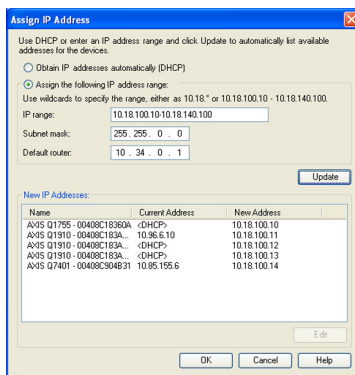 Assign IP Address
Use DHCP or enter an IP address range and click. Update to automatically list available
addresses for the devices.
Obtain IP addresses automatically (DHCP)
Assign the following IP address range:
Use wildcards to specify the range, either as 10.18.* or 10.18.100.10 - 10.18.140.100.
IP range: 10.18.100.10-10.18.140.100
Subnet mask: 255 . 255 . 0 . 0
Default router: 10 . 34 . 0 . 1
Update
New IP Addresses:
Name Current Address New Address
AXIS Q1755 - 00408C18360A <DHCP> 10.18.100.10
AXIS Q1910 - 00408C183A... 10.96.6.10 10.18.100.11
AXIS Q1910 - 00408C183A... <DHCP> 10.18.100.12
AXIS Q1910 - 00408C183A... <DHCP> 10.18.100.13
AXIS Q7401 - 00408C904B31 10.85.155.6 10.18.100.14
Edit
OK Cancel Help